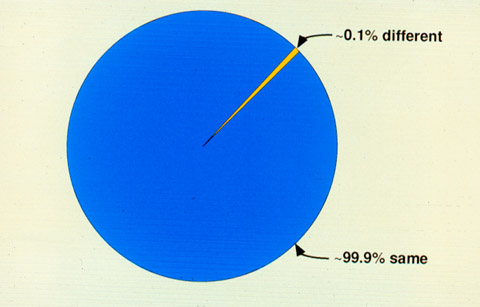 ~0.1% different
~99.9% same